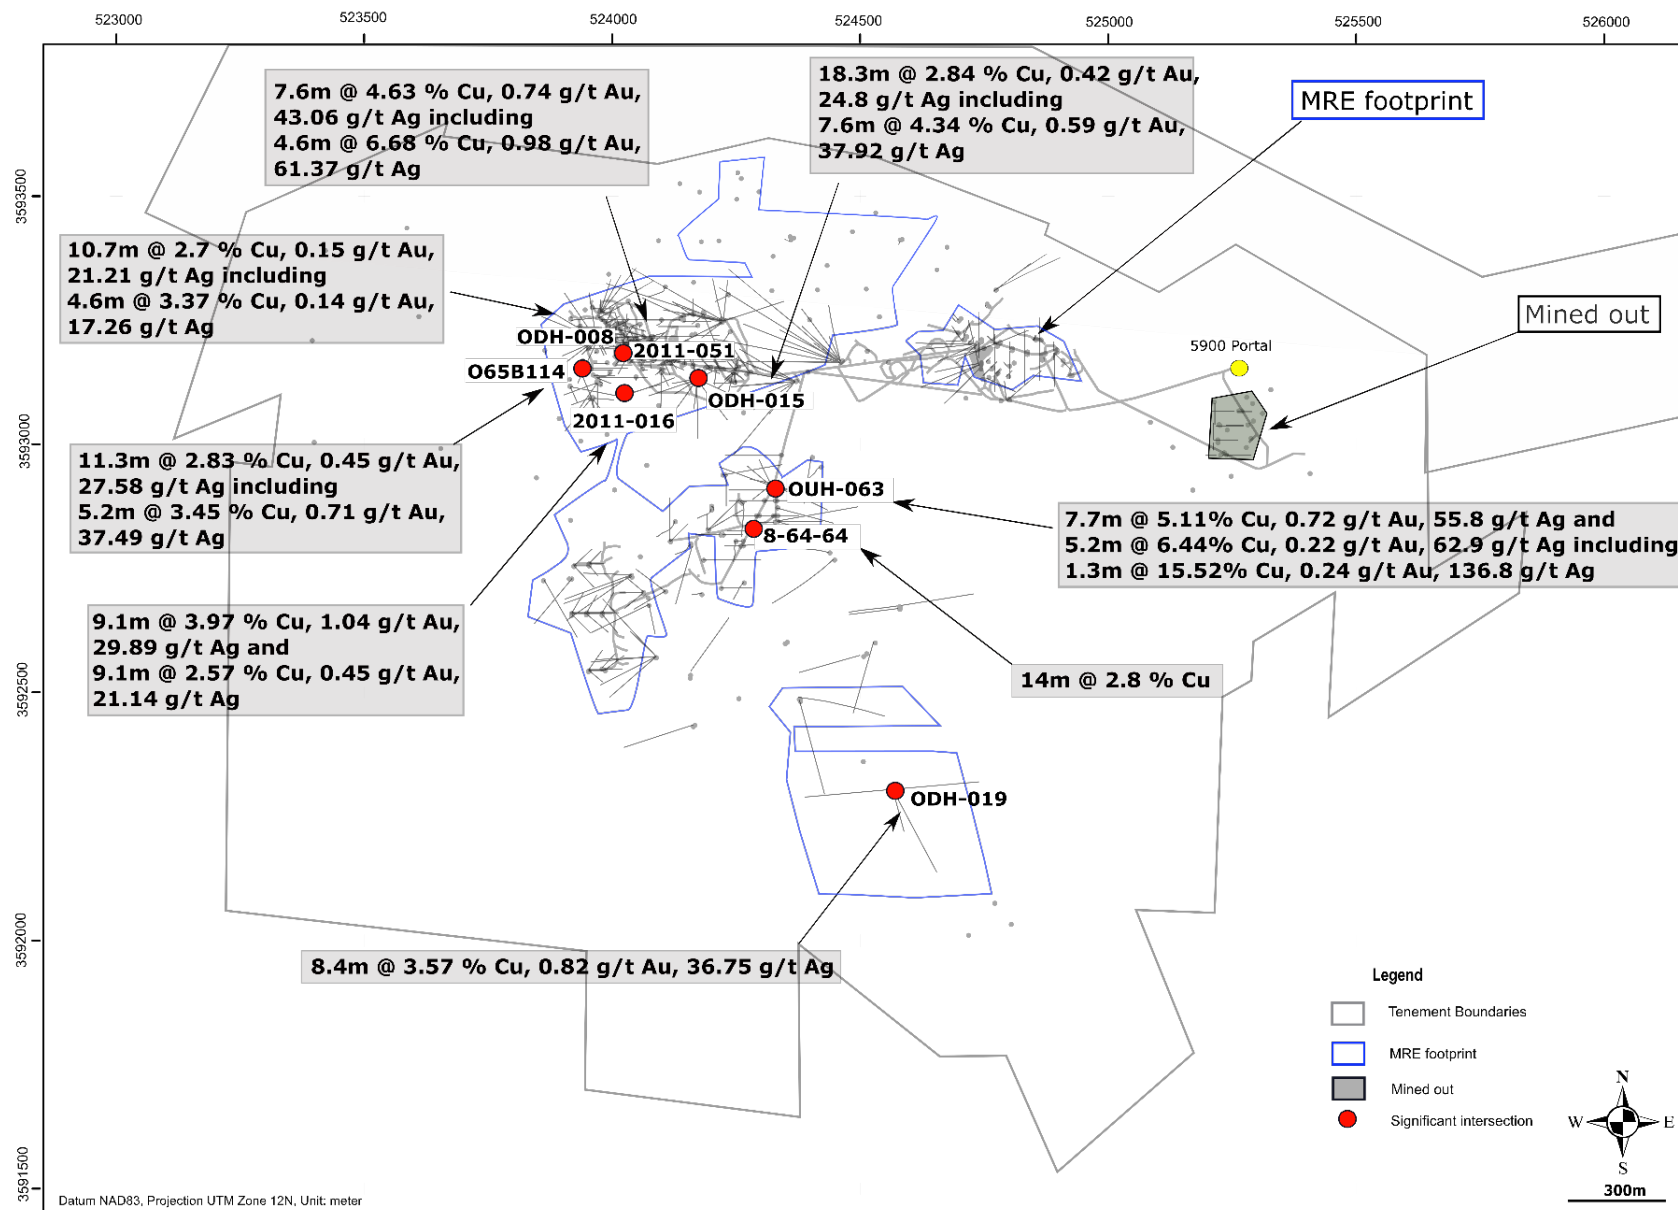 523000
523500
524000
524500
525000
525500
526000
3593500
3593000
3592500
3592000
3591500
7.6m @ 4.63 % Cu, 0.74 g/t Au,
43.06 g/t Ag including
4.6m @ 6.68 % Cu, 0.98 g/t Au,
61.37 g/t Ag
18.3m @ 2.84 % Cu, 0.42 g/t Au,
24.8 g/t Ag including
7.6m @ 4.34 % Cu, 0.59 g/t Au,
37.92 g/t Ag
MRE footprint
10.7m @ 2.7 % Cu, 0.15 g/t Au,
21.21 g/t Ag including
4.6m @ 3.37 % Cu, 0.14 g/t Au,
17.26 g/t Ag
Mined out
ODH-008
2011-051
5900 Portal
O65B114
ODH-015
2011-016
11.3m @ 2.83 % Cu, 0.45 g/t Au,
27.58 g/t Ag including
5.2m @ 3.45 % Cu, 0.71 g/t Au,
37.49 g/t Ag
OUH-063
8-64-64
7.7m @ 5.11% Cu, 0.72 g/t Au, 55.8 g/t Ag and
5.2m @ 6.44% Cu, 0.22 g/t Au, 62.9 g/t Ag including
1.3m @ 15.52% Cu, 0.24 g/t Au, 136.8 g/t Ag
9.1m @ 3.97 % Cu, 1.04 g/t Au,
29.89 g/t Ag and
9.1m @ 2.57 % Cu, 0.45 g/t Au,
21.14 g/t Ag
14m @ 2.8 % Cu
ODH-019
8.4m @ 3.57 % Cu, 0.82 g/t Au, 36.75 g/t Ag
Legend
Tenement Boundaries
MRE footprint
Mined out
Significant intersection
N
W
E
S
300m
Datum NAD83, Projection UTM Zone 12N, Unit: meter